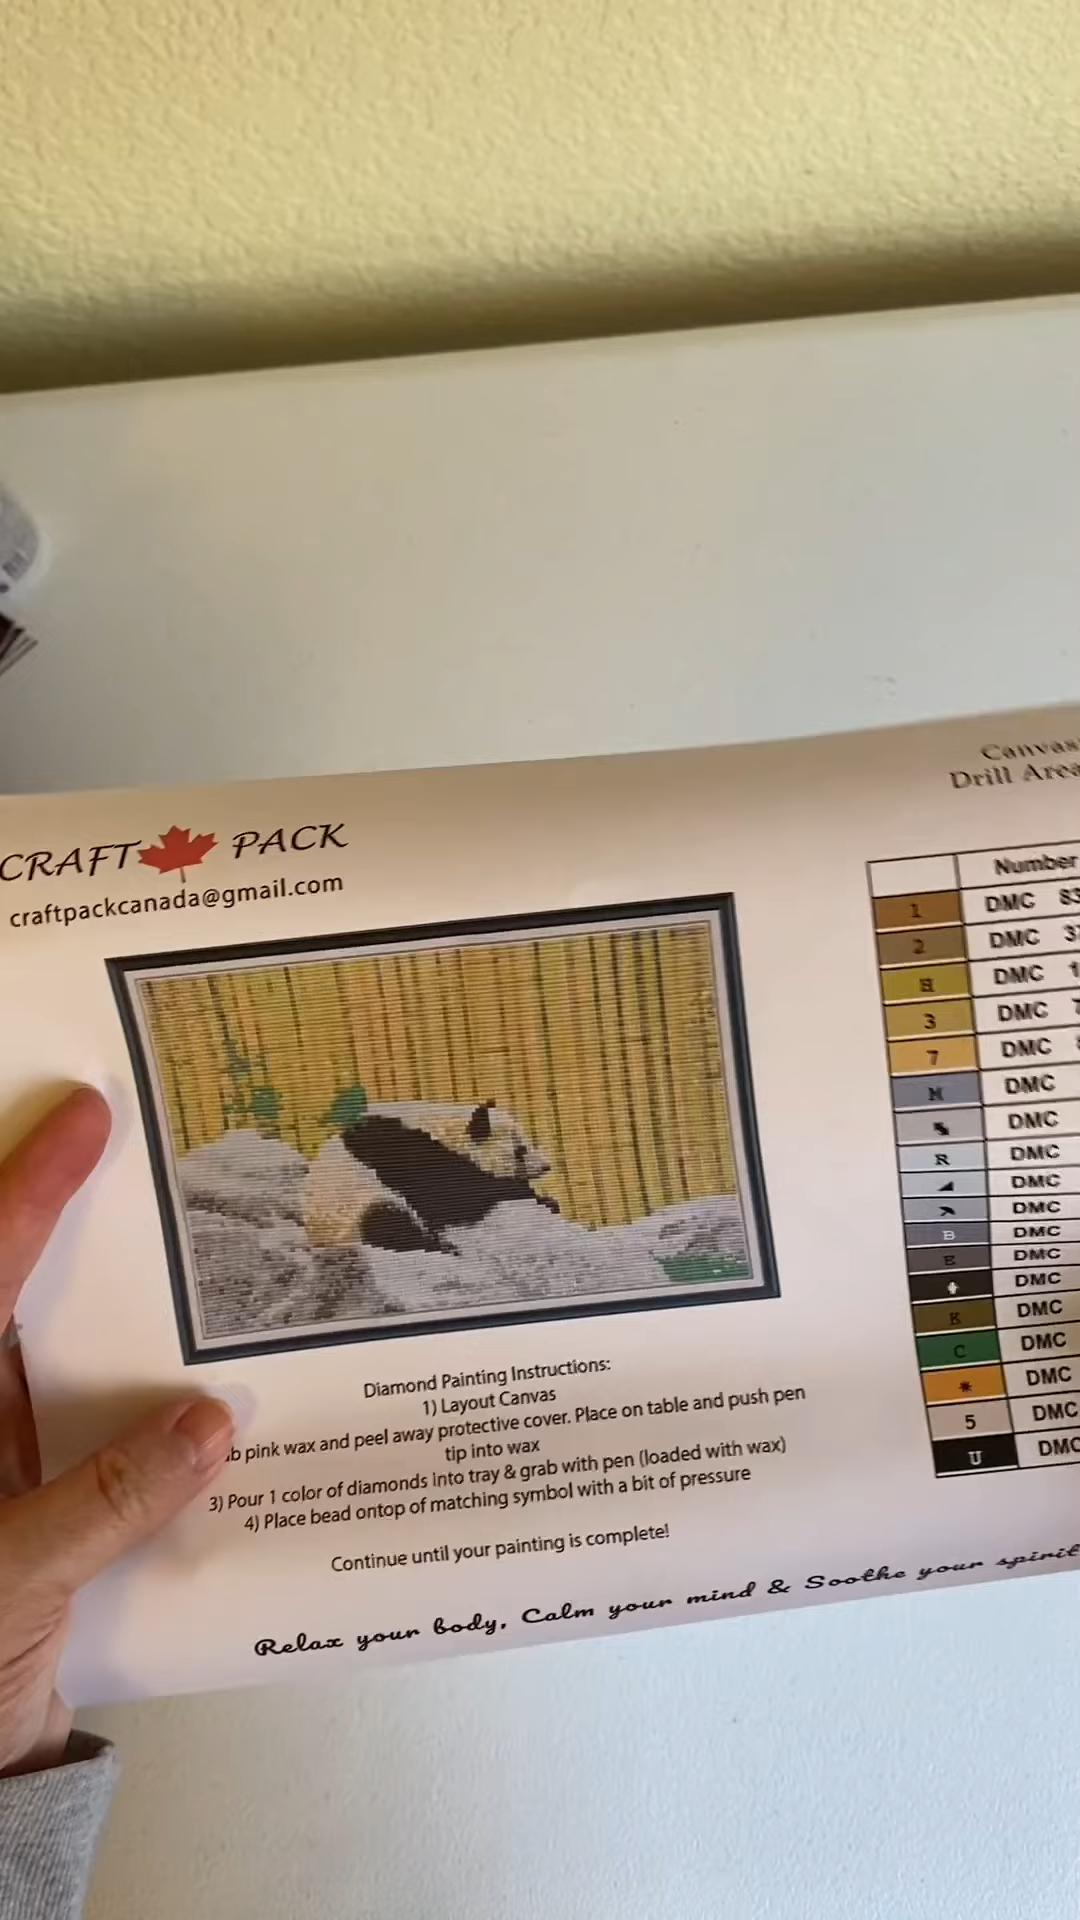 CRAFT PACK
craftpackcanada@gmail.com
Drill Area
Number
1 DMC
2 DMC
H DMC
3 DMC
7 DMC
M DMC
DMC
R DMC
DMC
DMC
B DMC
E DMC
DMC
K DMC
C DMC
* DMC
5 DMC
U DMC
Diamond Painting Instructions:
1) Layout Canvas
pink wax and peel away protective cover. Place on table and push pen
tip into wax
3) Pour 1 color of diamonds into tray & grab with pen (loaded with wax)
4) Place bead ontop of matching symbol with a bit of pressure
Continue until your painting is complete!
Relax your body, Calm your mind & Soothe your spirit